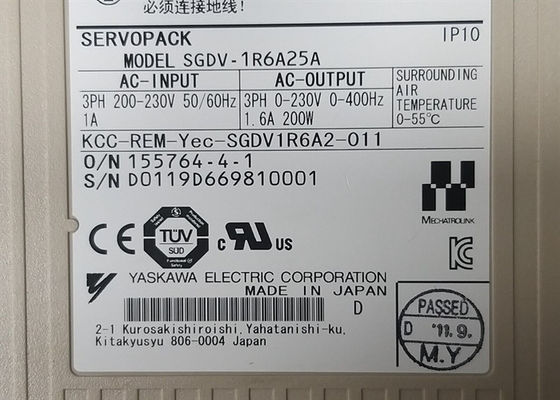 必须连接地线!
SERVOPACK
IP10
MODEL SGDV-1R6A25A
AC-INPUT
AC-OUTPUT
SURROUNDING
AIR
TEMPERATURE
0-55℃
3PH 200-230V 50/60Hz
1A
3PH 0-230V 0-400Hz
1.6A 200W
KCC-REM-Yec-SGDV1R6A2-011
O/N 155764-4-1
S/N D0119D669810001
MECHATROLINK
CE
TÜV
SÜD
Functional
Safety
c RU US
YASKAWA ELECTRIC CORPORATION
MADE IN JAPAN
D
2-1 Kurosakishiroishi, Yahatanishi-ku,
Kitakyusyu 806-0004 Japan
PASSED
D '11.9.
M.Y